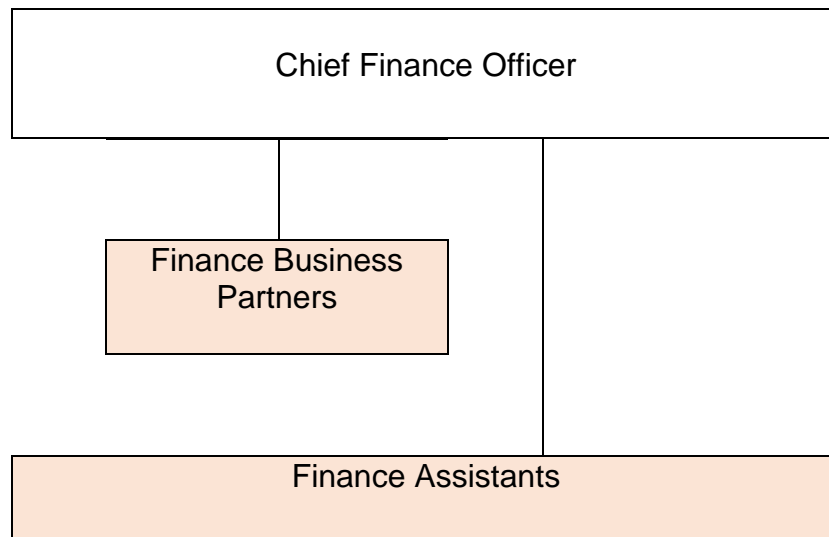 Chief Finance Officer
Finance Business
Partners
Finance Assistants